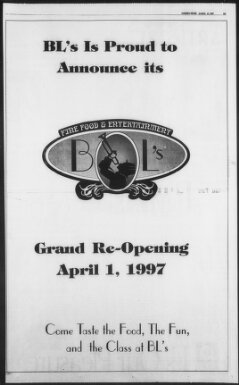 BL's Is Proud to
Announce its
FINE FOOD & ENTERTAINMENT
BL's
Grand Re-Opening
April 1, 1997
Come Taste the Food, The Fun,
and the Class at BL's